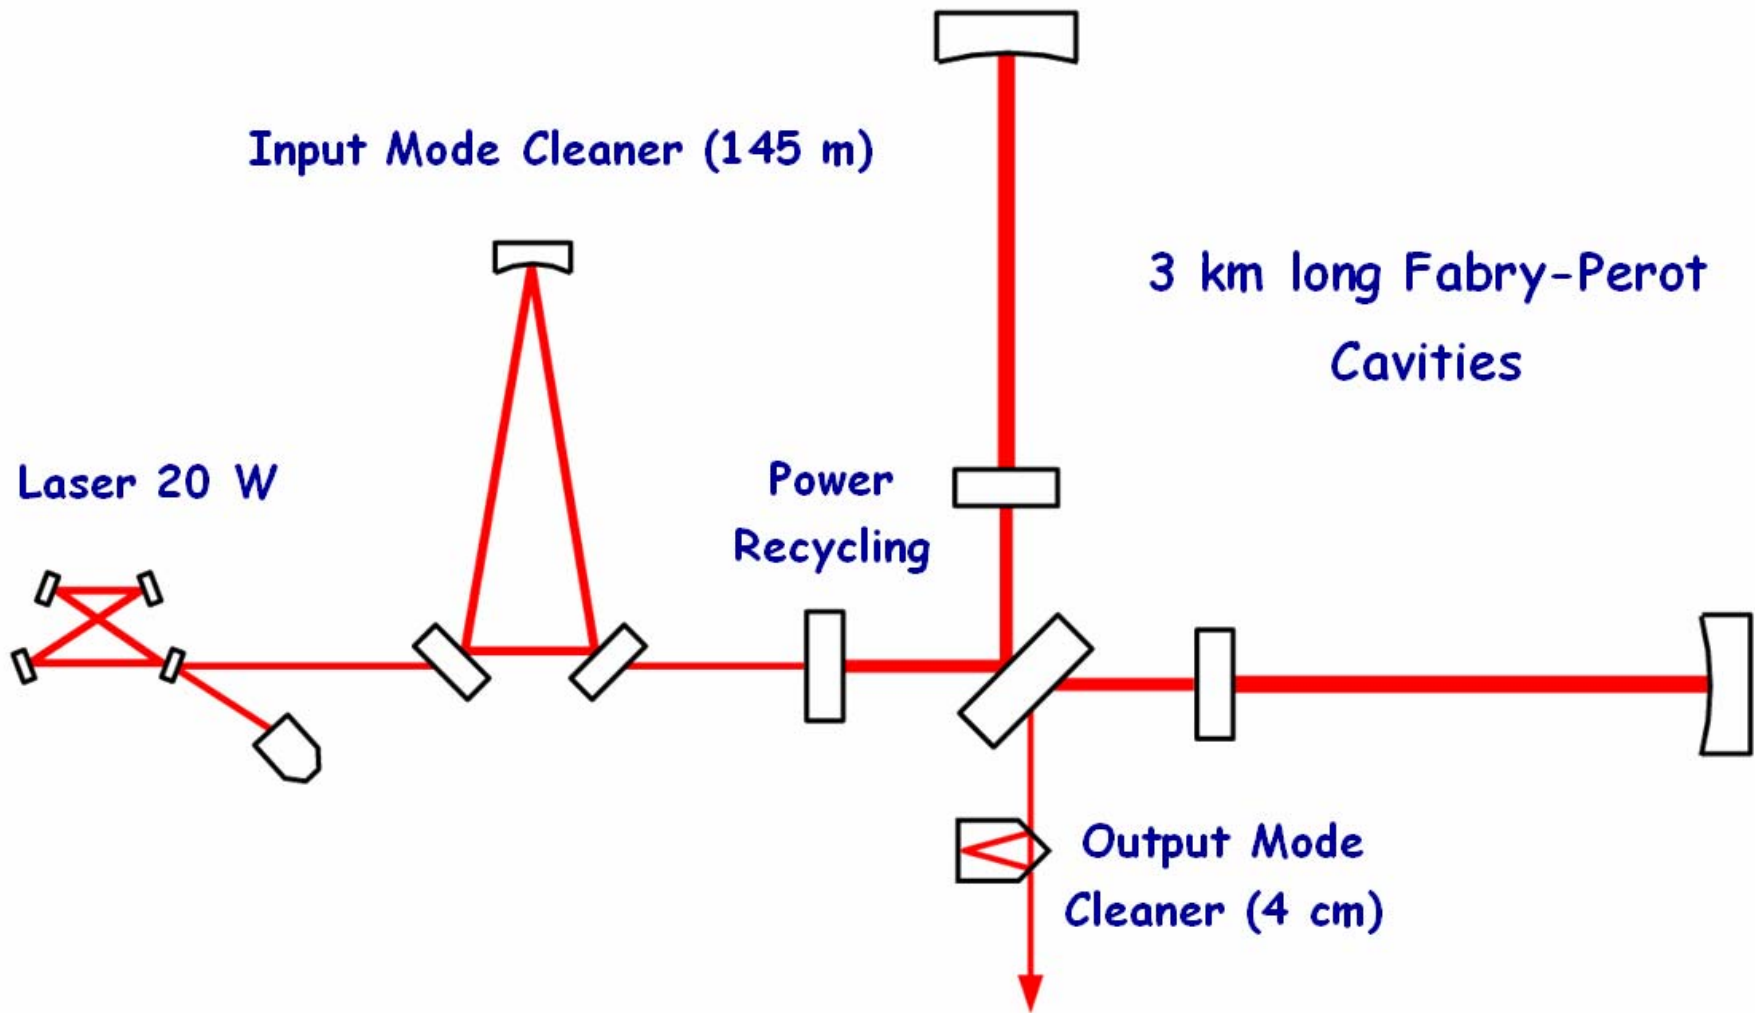 Input Mode Cleaner (145 m)
3 km long Fabry-Perot
Cavities
Laser 20 W
Power
Recycling
Output Mode
Cleaner (4 cm)